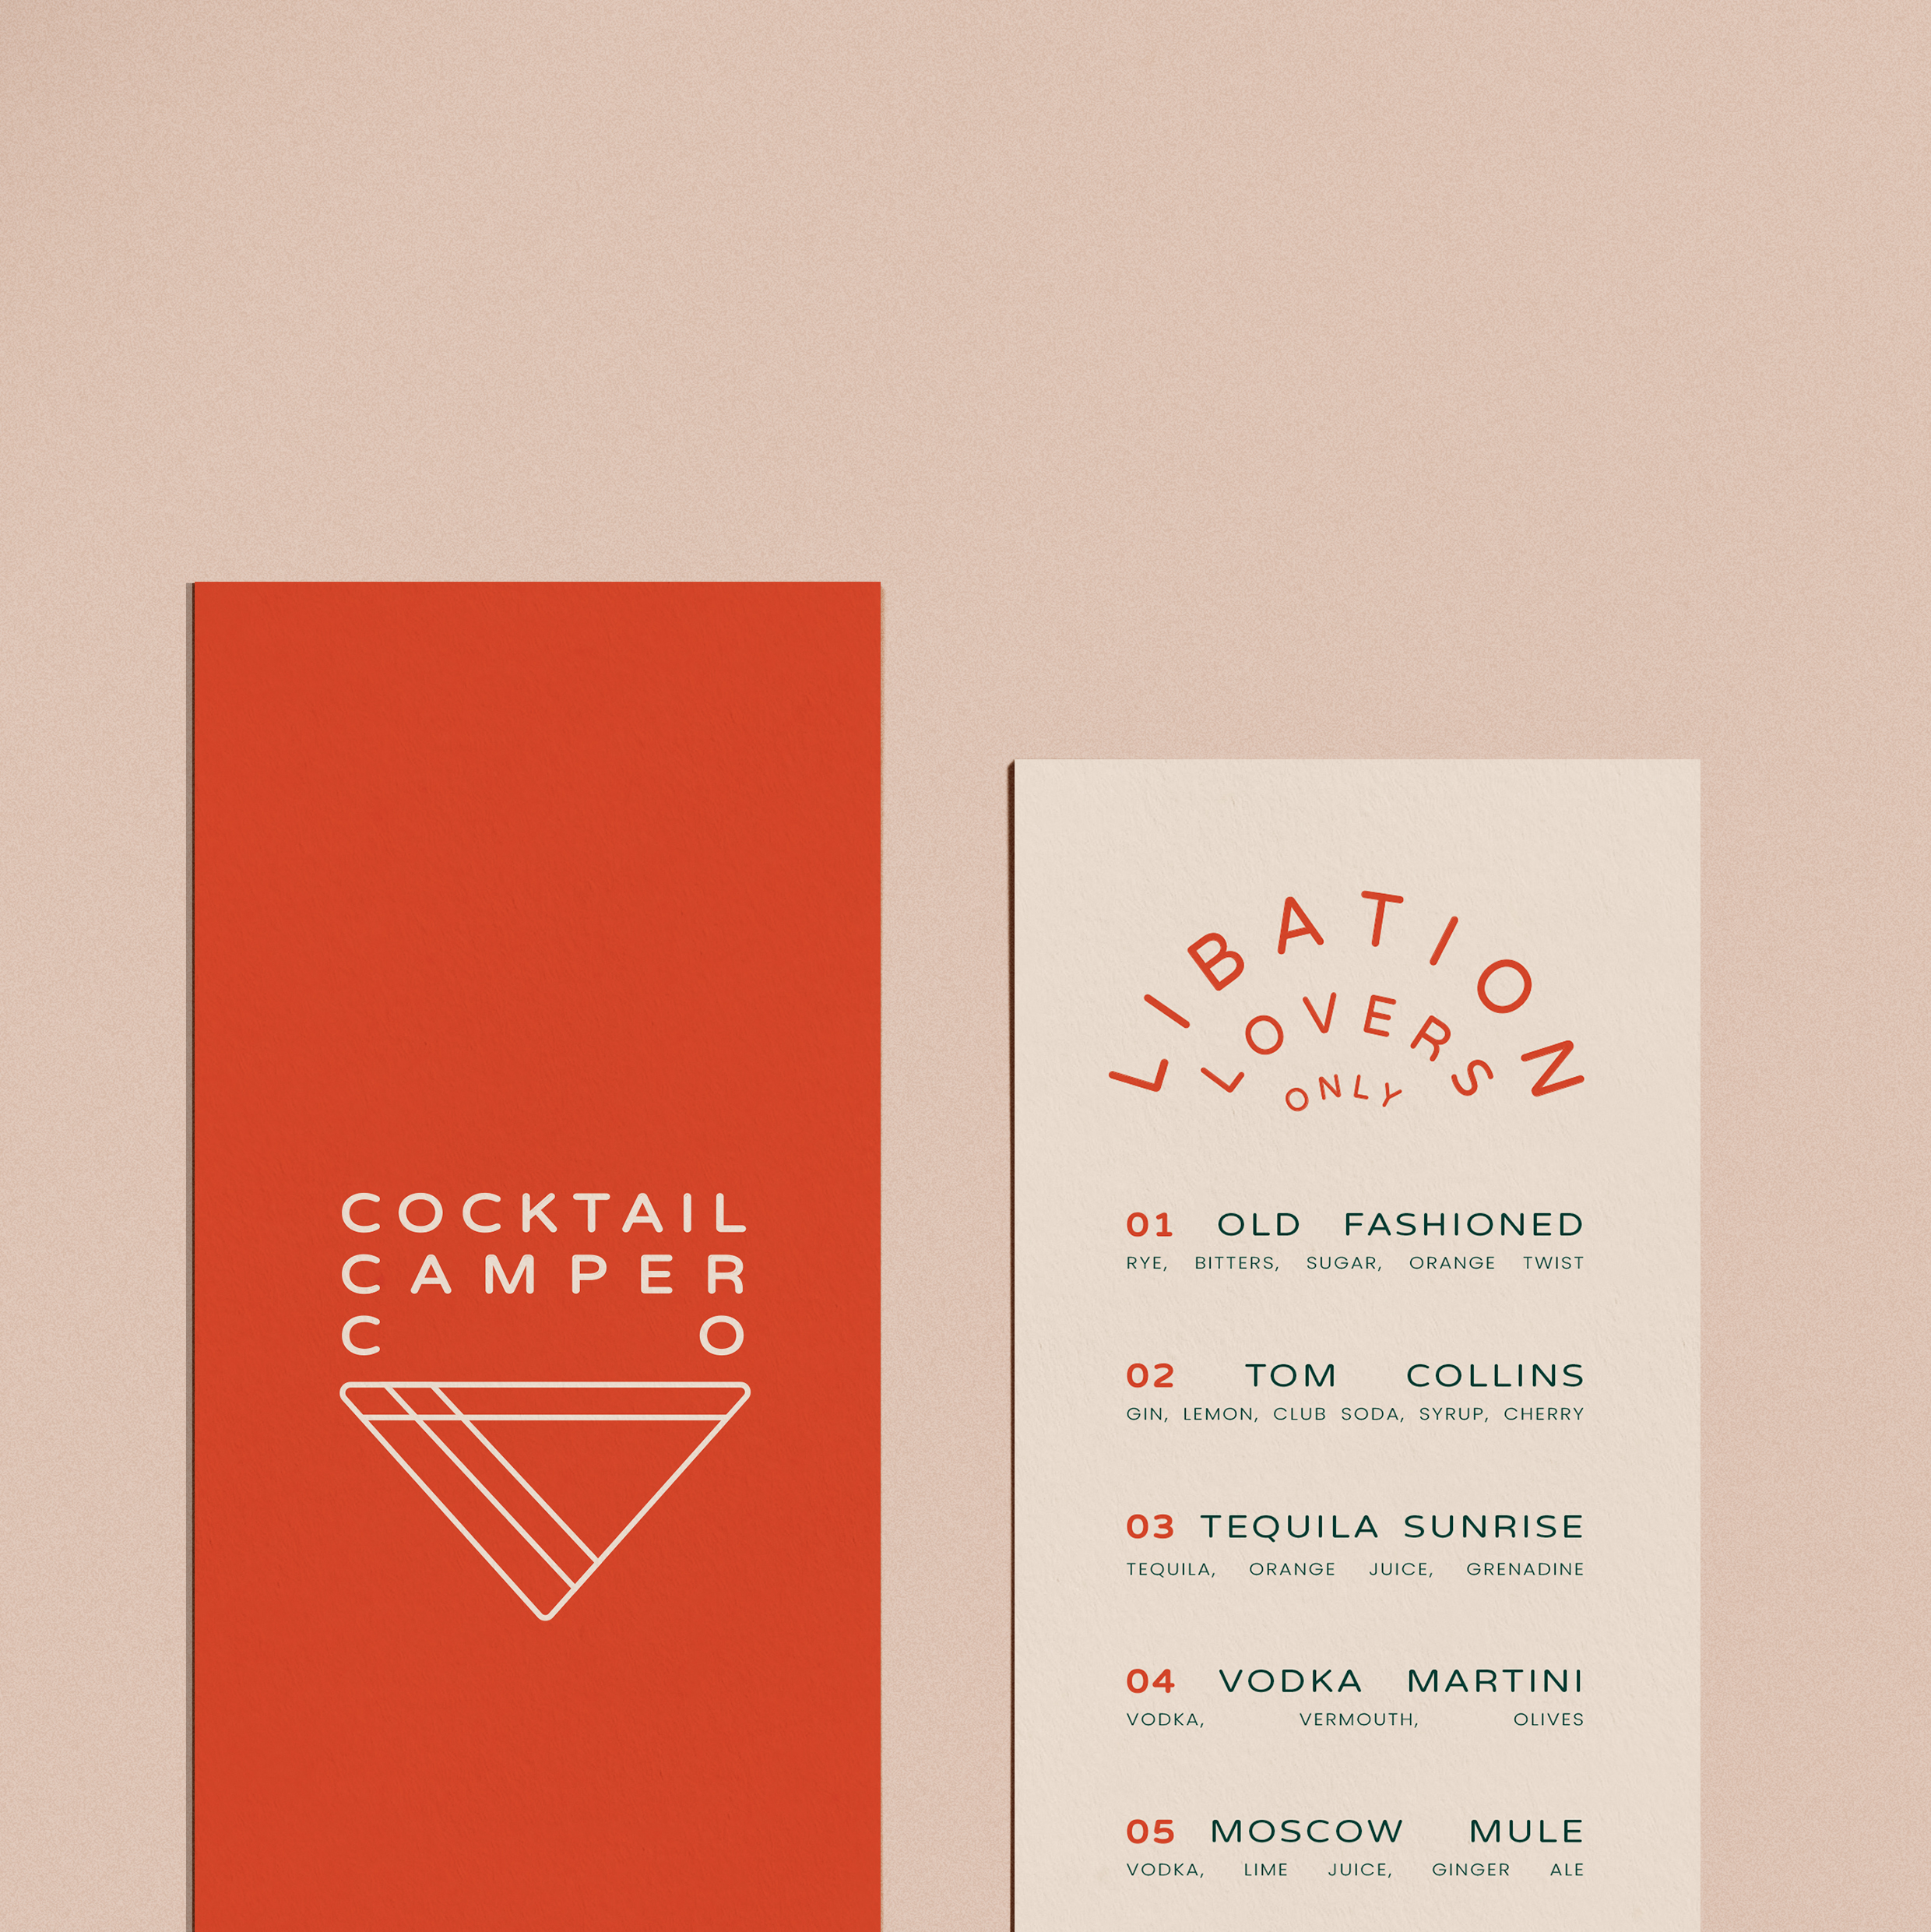 COCKTAIL
CAMPER
C O
LIBATION
LOVERS
ONLY
01 OLD FASHIONED
RYE, BITTERS, SUGAR, ORANGE TWIST
02 TOM COLLINS
GIN, LEMON, CLUB SODA, SYRUP, CHERRY
03 TEQUILA SUNRISE
TEQUILA, ORANGE JUICE, GRENADINE
04 VODKA MARTINI
VODKA, VERMOUTH, OLIVES
05 MOSCOW MULE
VODKA, LIME JUICE, GINGER ALE